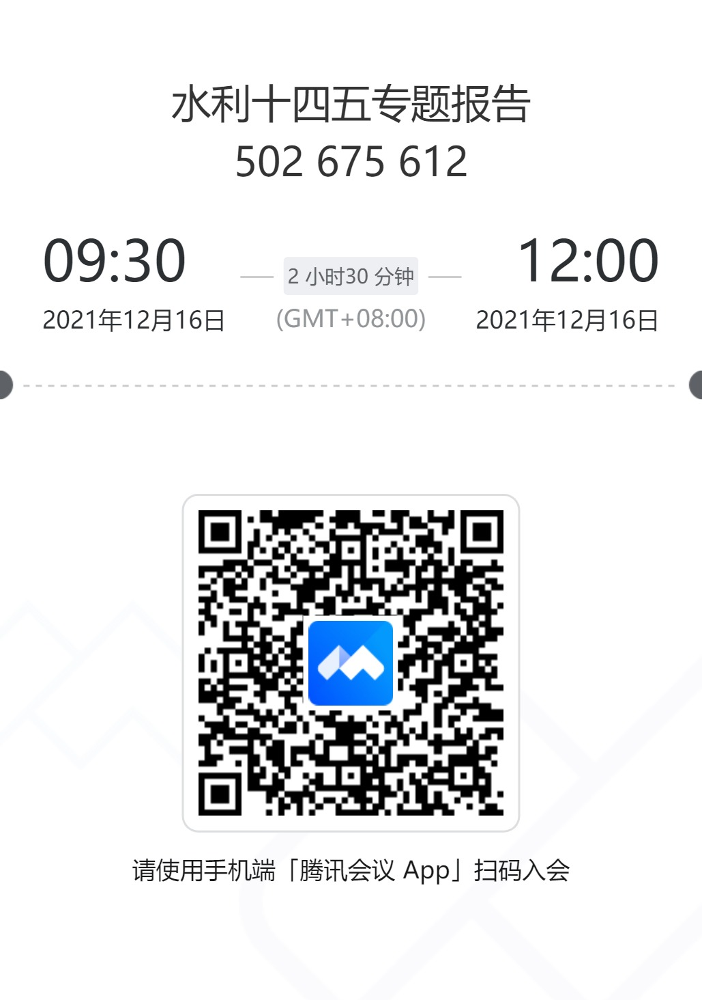 水利十四五专题报告
502 675 612
09:30
2 小时30 分钟
12:00
2021年12月16日
(GMT+08:00)
2021年12月16日
请使用手机端「腾讯会议 App」扫码入会